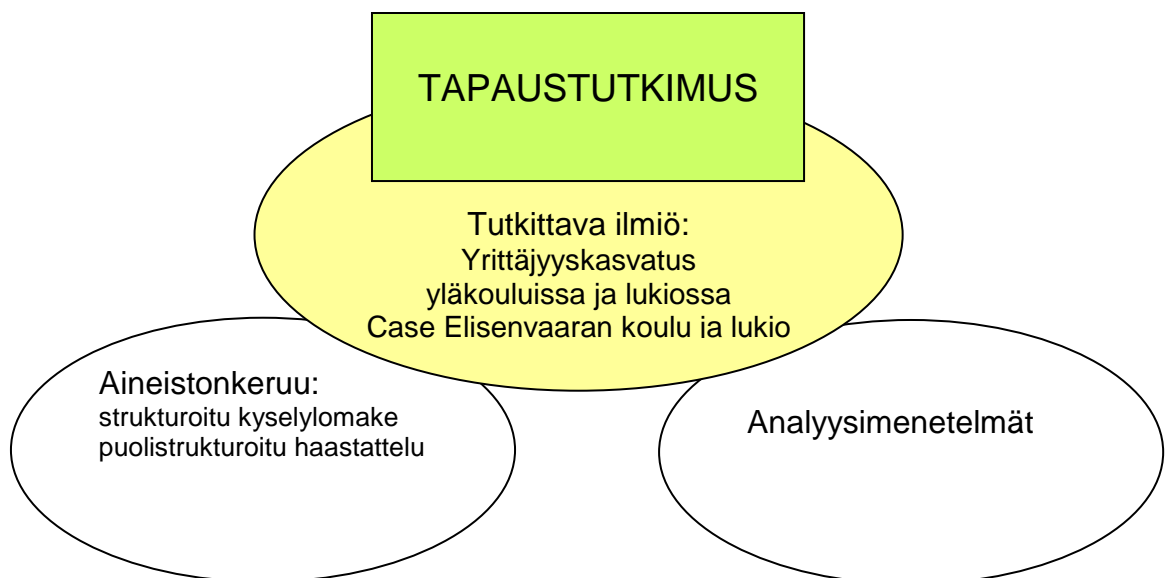 TAPAUSTUTKIMUS
Tutkittava ilmiö:
Yrittäjyyskasvatus
yläkouluissa ja lukiossa
Case Elisenvaaran koulu ja lukio
Aineistonkeruu:
strukturoitu kyselylomake
puolistrukturoitu haastattelu
Analyysimenetelmät